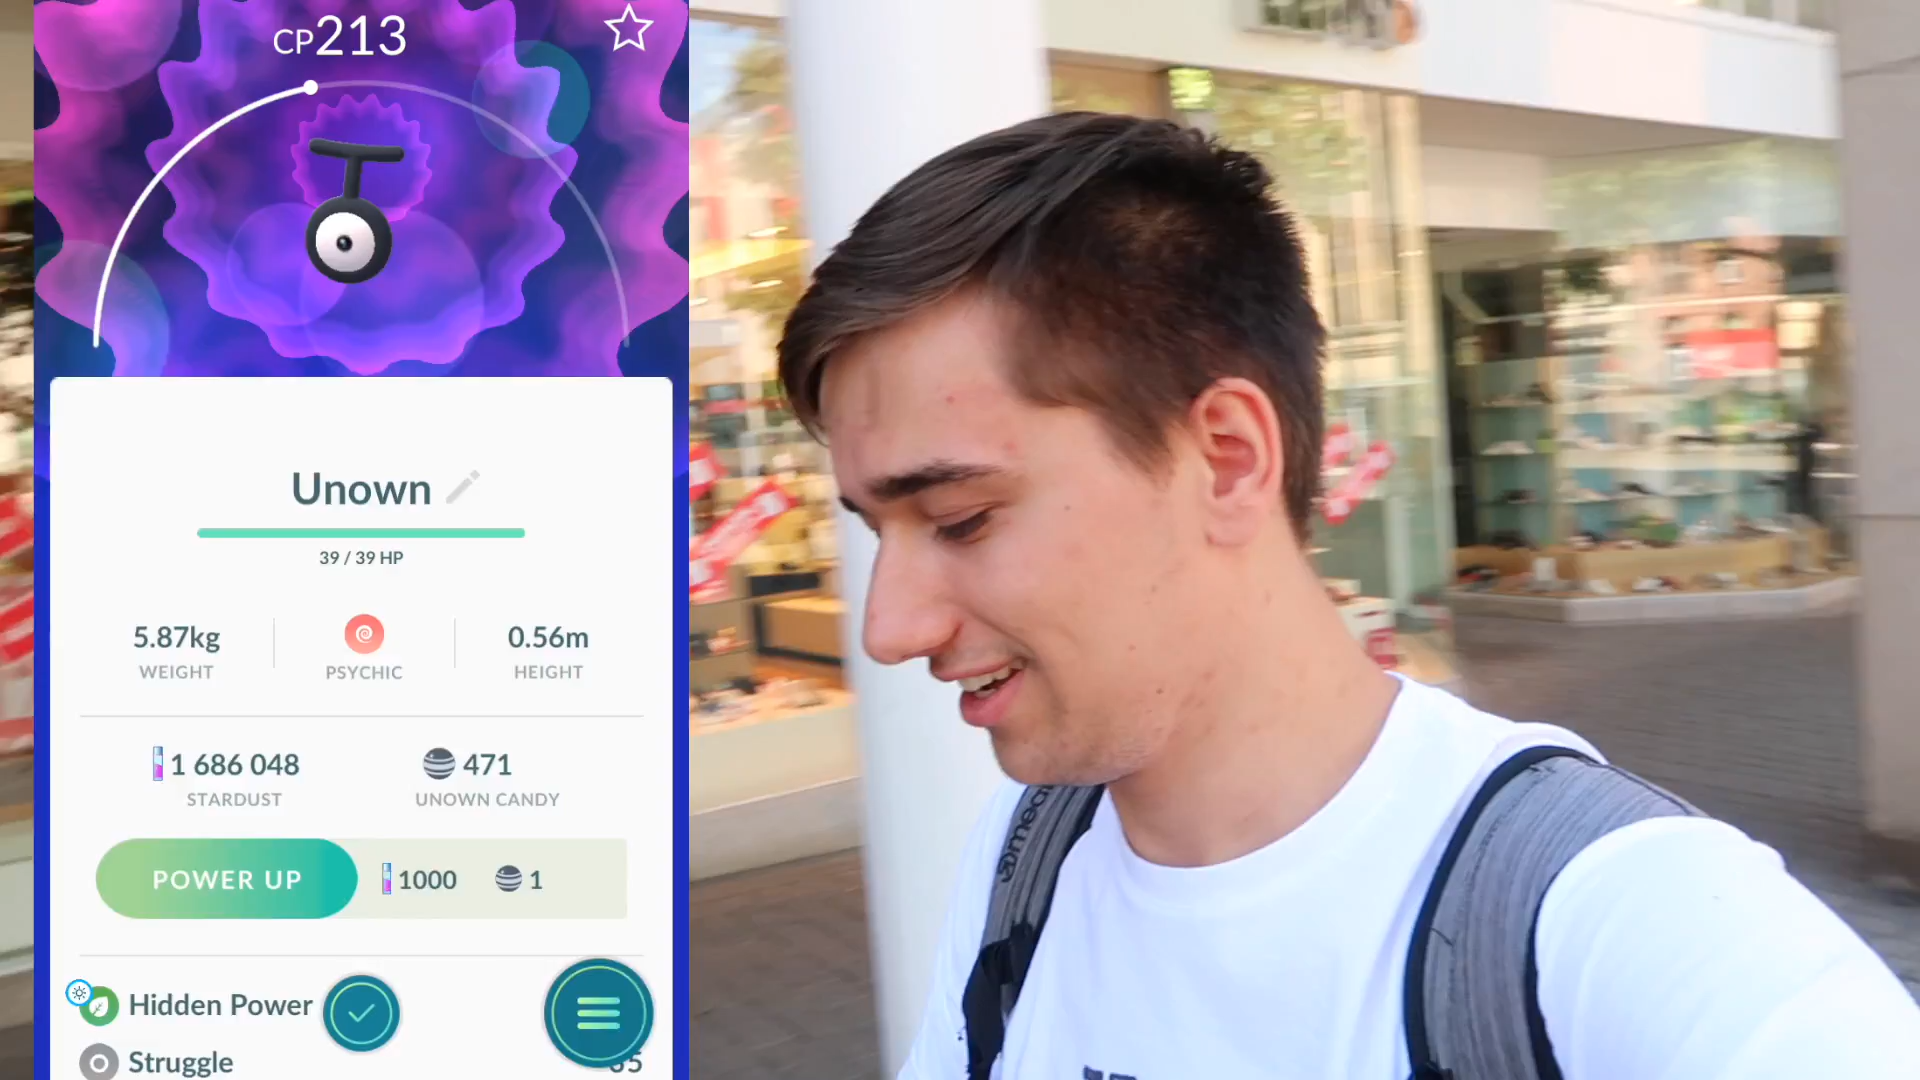 CP213
Unown
39 / 39 HP
5.87kg
WEIGHT
PSYCHIC
0.56m
HEIGHT
1 686 048
STARDUST
471
UNOWN CANDY
POWER UP
1000
1
Hidden Power
Struggle